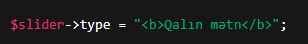 $slider->type = "<b>Qalın mətn</b>";